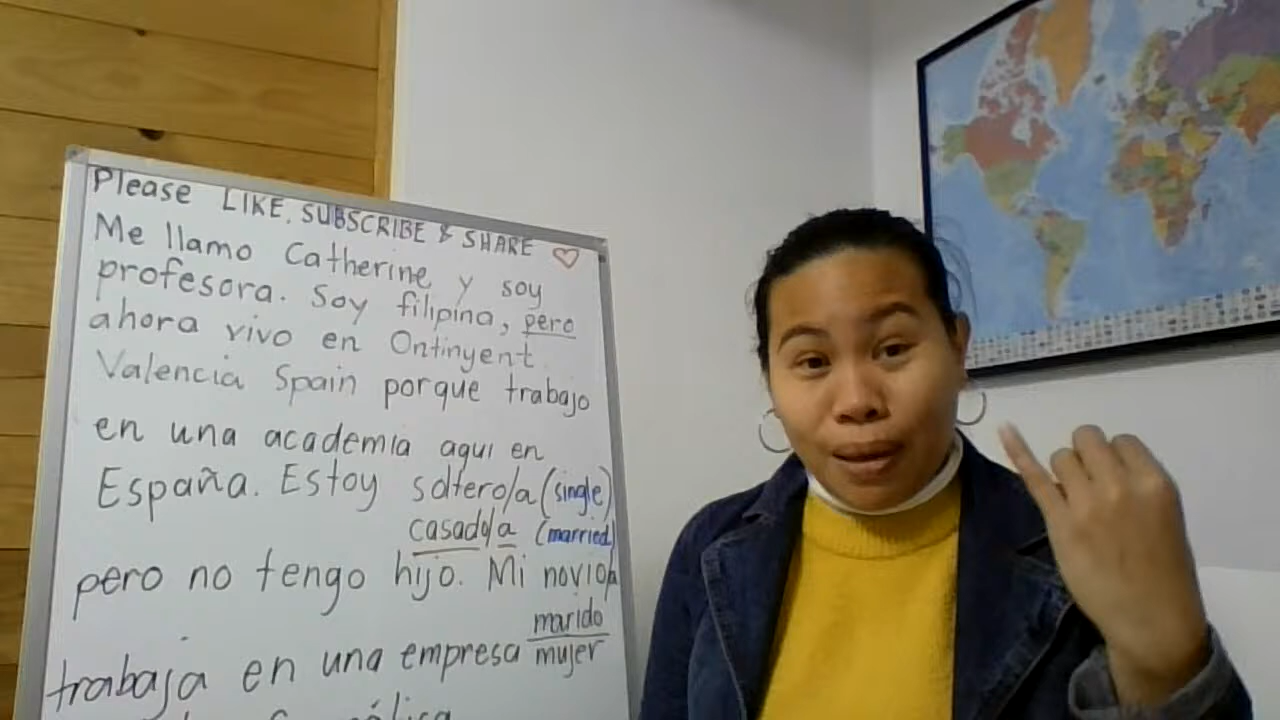 Please LIKE, SUBSCRIBE & SHARE ♡
Me llamo Catherine y soy
profesora. Soy filipina, pero
ahora vivo en Ontinyent
Valencia Spain porque trabajo
en una academia aqui en
España. Estoy soltero/a (single)
casado/a (married)
pero no tengo hijo. Mi novio/a
marido
trabaja en una empresa mujer